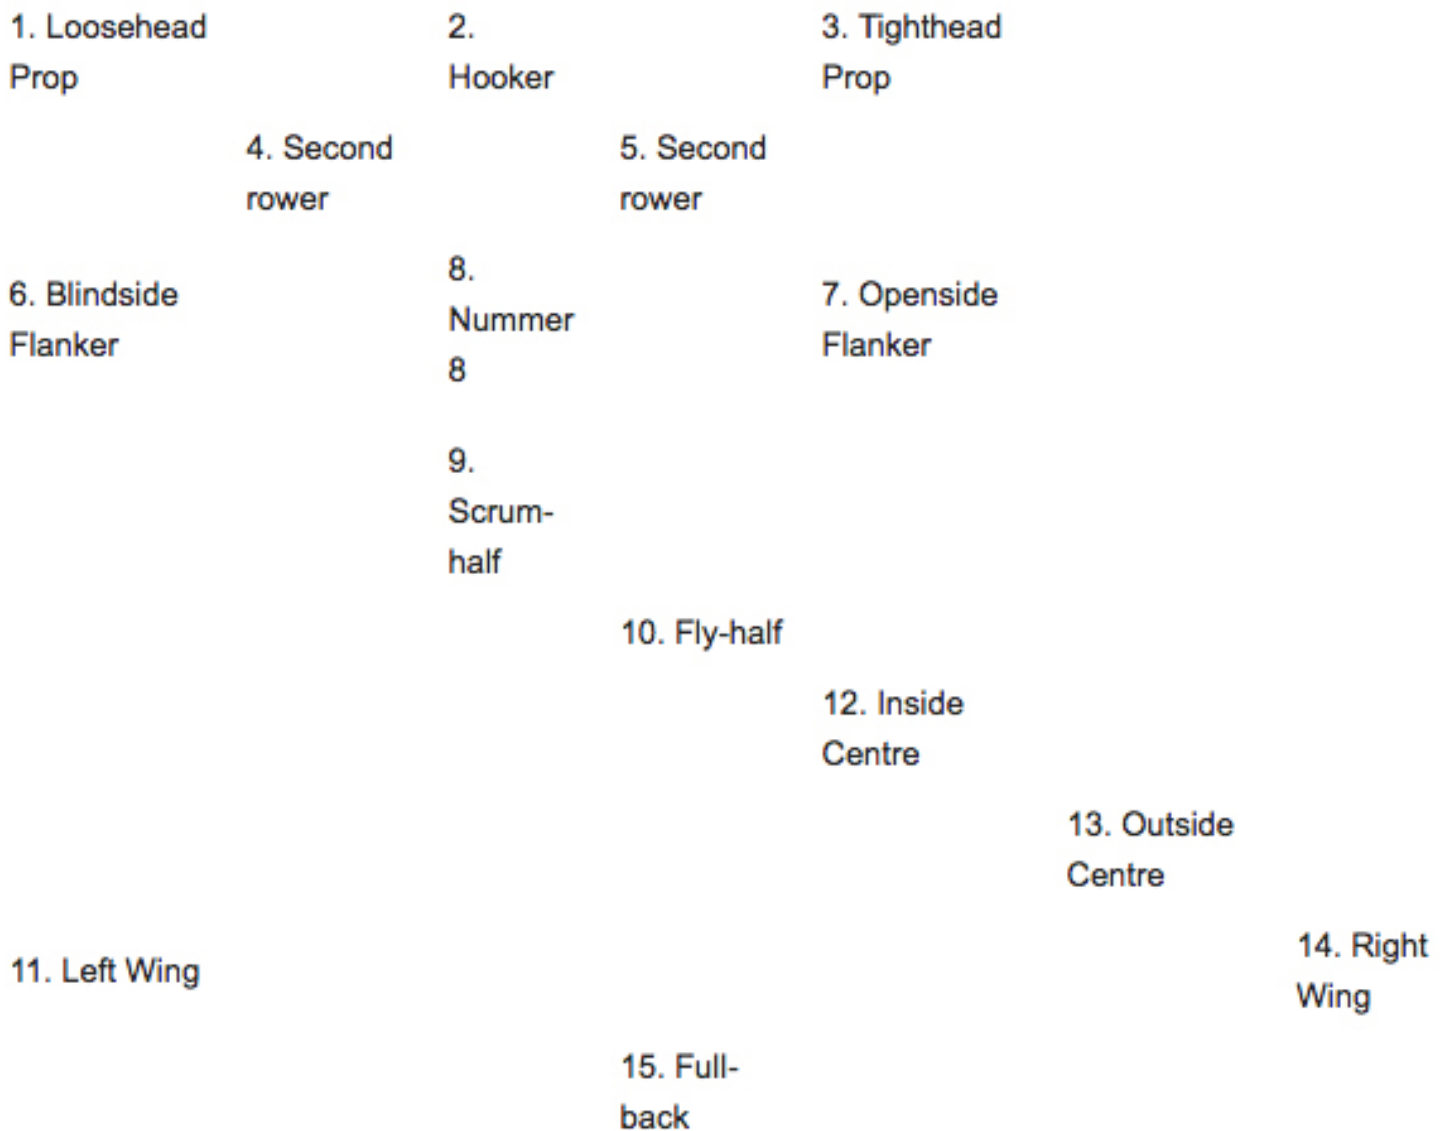 1. Loosehead
Prop
2.
Hooker
3. Tighthead
Prop
4. Second
rower
5. Second
rower
6. Blindside
Flanker
8.
Nummer
8
7. Openside
Flanker
9.
Scrum-
half
10. Fly-half
12. Inside
Centre
13. Outside
Centre
11. Left Wing
14. Right
Wing
15. Full-
back